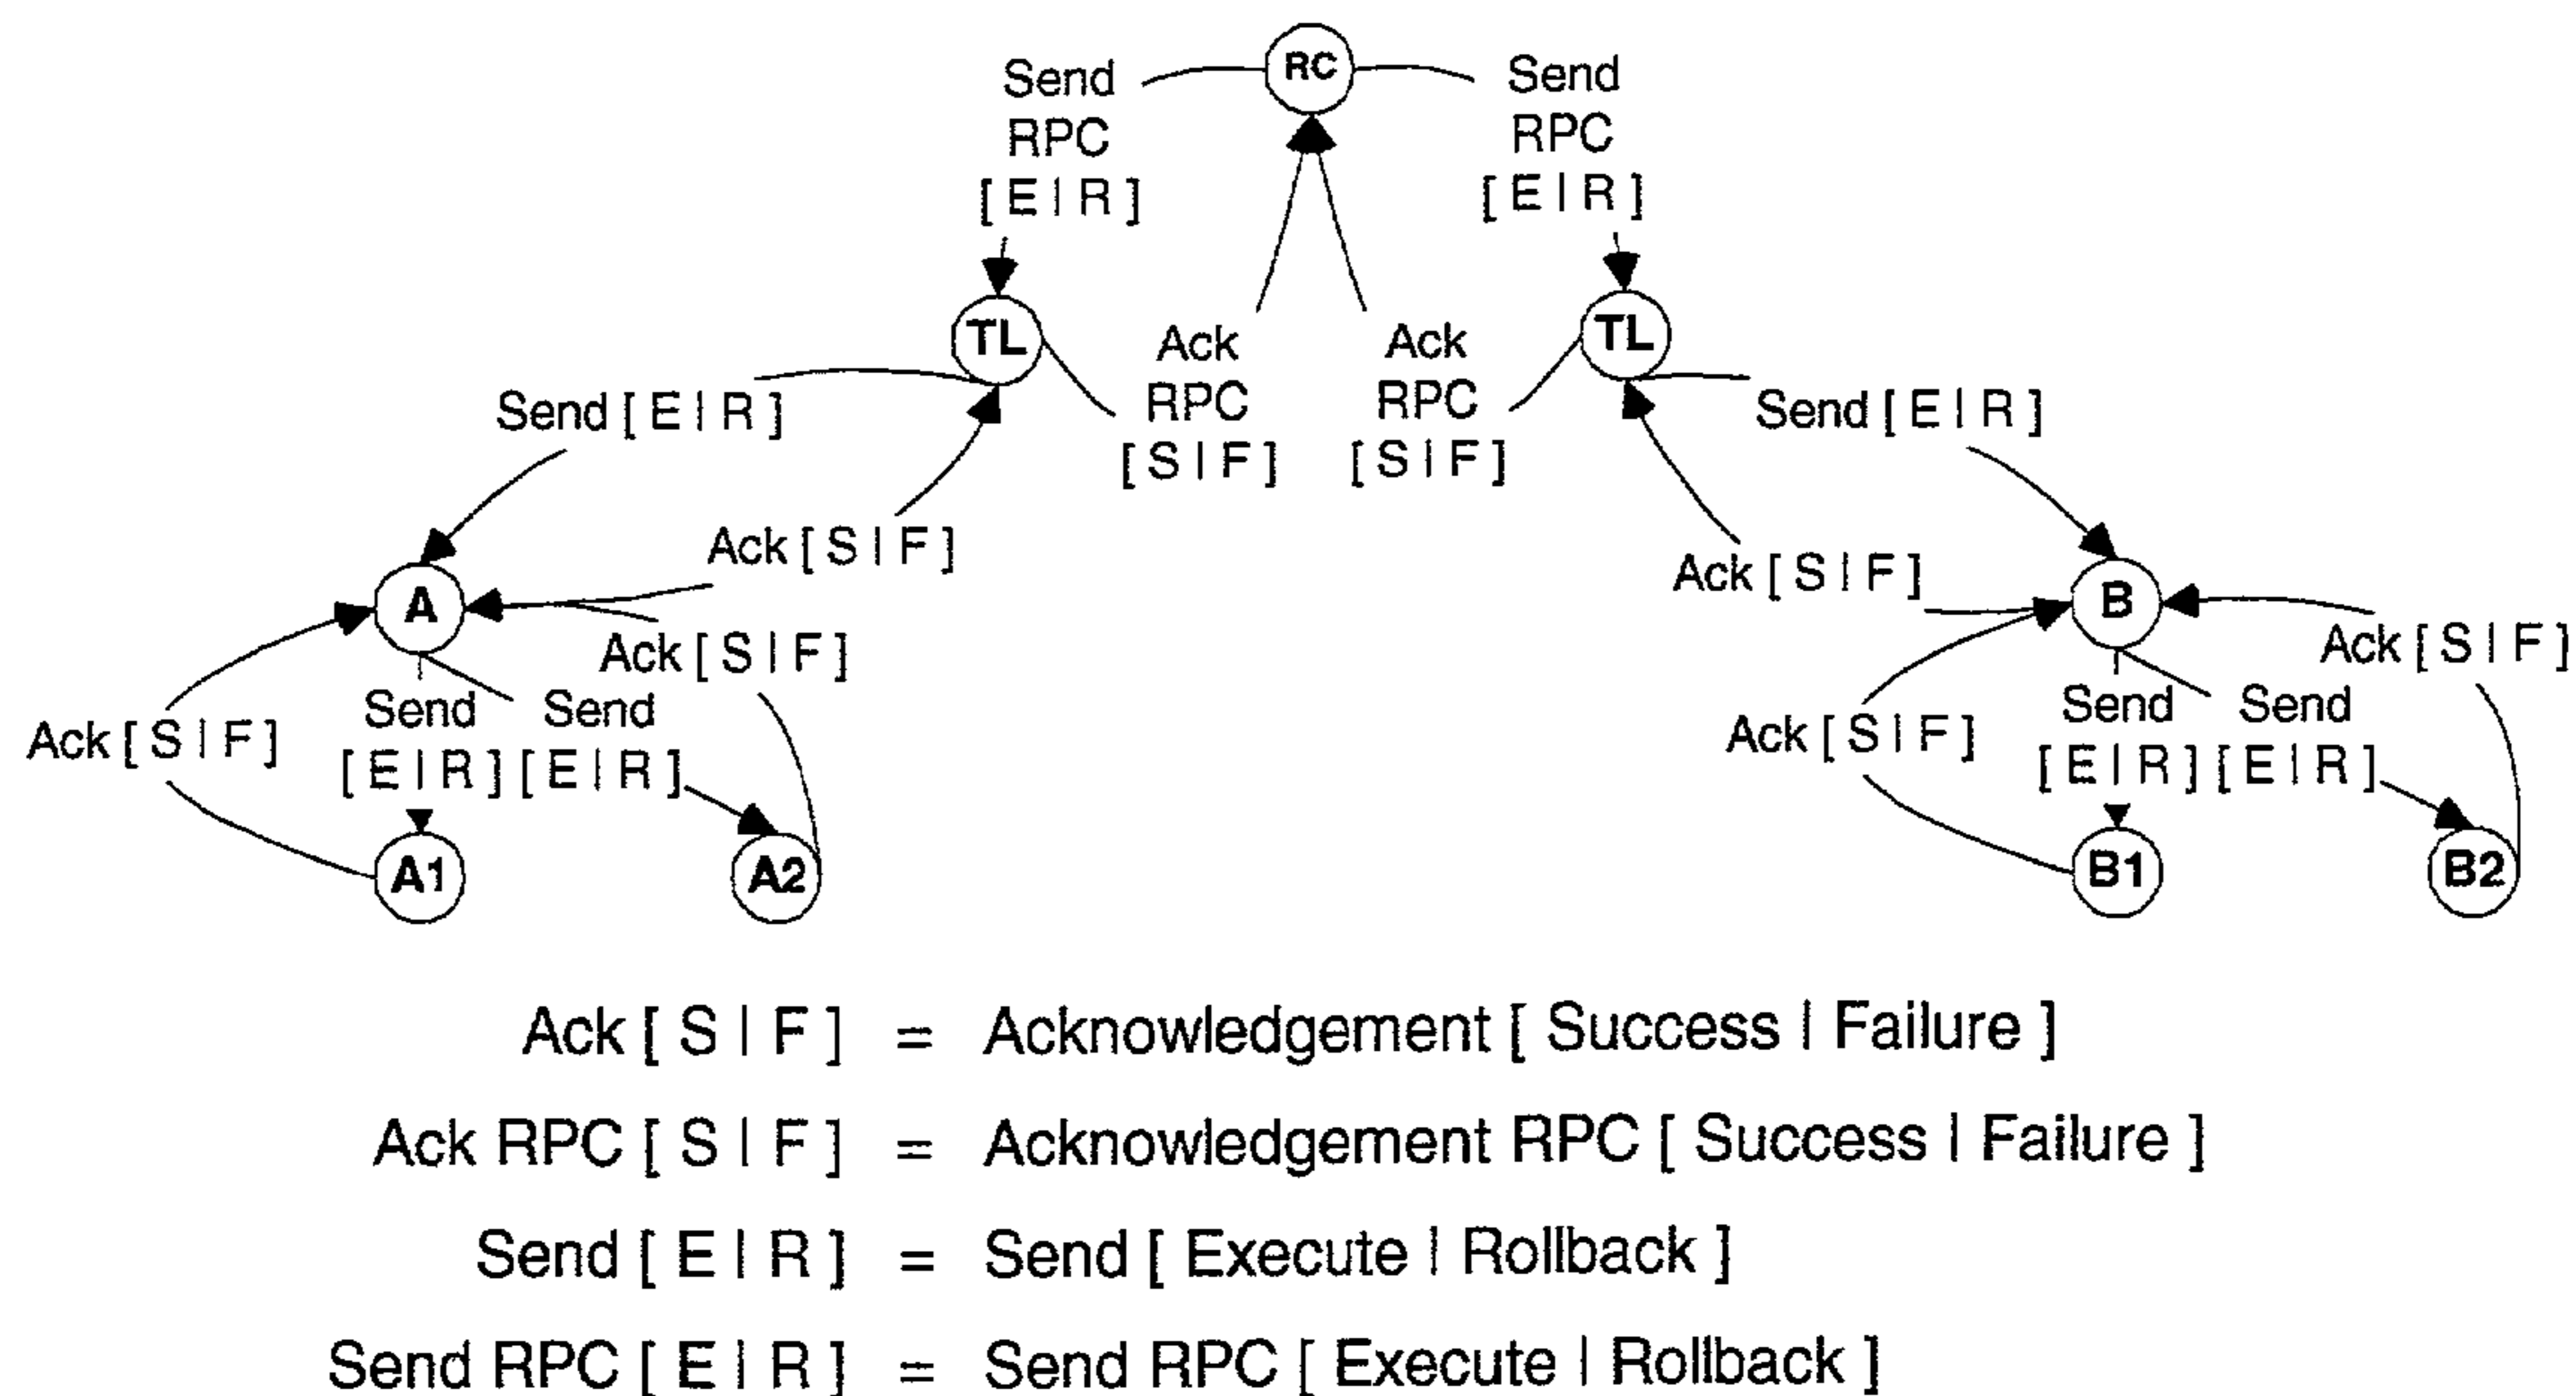 RC
Send
RPC
[ E | R ]
Send
RPC
[ E | R ]
TL
TL
Ack
RPC
[ S | F ]
Ack
RPC
[ S | F ]
Send [ E | R ]
Send [ E | R ]
Ack [ S | F ]
Ack [ S | F ]
A
B
Ack [ S | F ]
Ack [ S | F ]
Ack [ S | F ]
Send
[ E | R ]
Send
[ E | R ]
Ack [ S | F ]
Send
[ E | R ]
Send
[ E | R ]
A1
A2
B1
B2
Ack [ S | F ] = Acknowledgement [ Success | Failure ]
Ack RPC [ S | F ] = Acknowledgement RPC [ Success | Failure ]
Send [ E | R ] = Send [ Execute | Rollback ]
Send RPC [ E | R ] = Send RPC [ Execute | Rollback ]